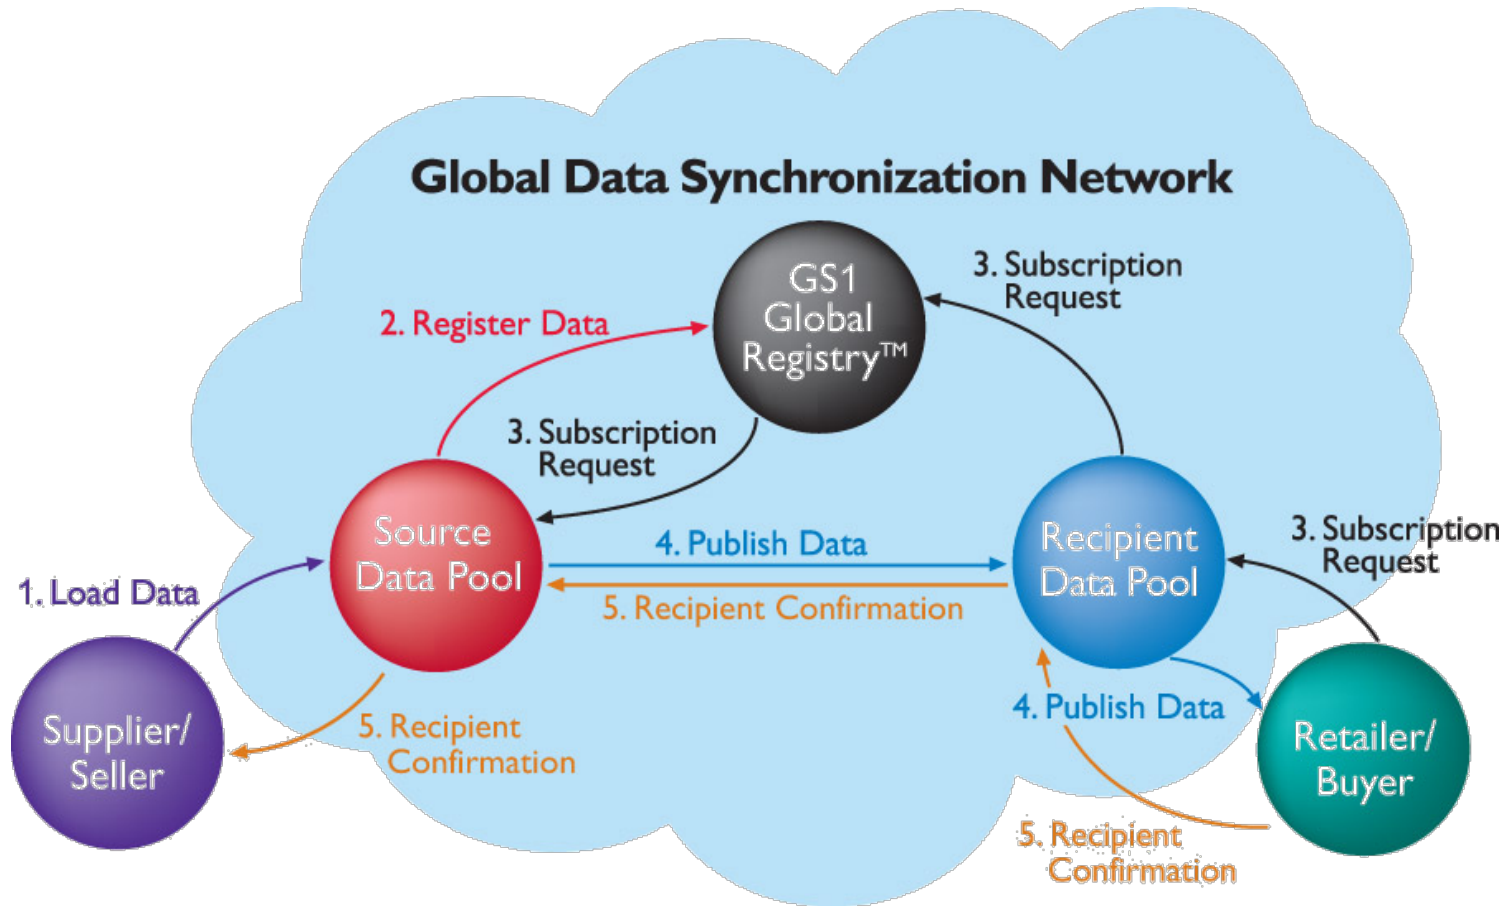 Global Data Synchronization Network
GS1
Global
Registry™
3. Subscription
Request
2. Register Data
3. Subscription
Request
Source
Data Pool
4. Publish Data
5. Recipient Confirmation
Recipient
Data Pool
3. Subscription
Request
1. Load Data
Supplier/
Seller
5. Recipient
Confirmation
4. Publish Data
Retailer/
Buyer
5. Recipient
Confirmation